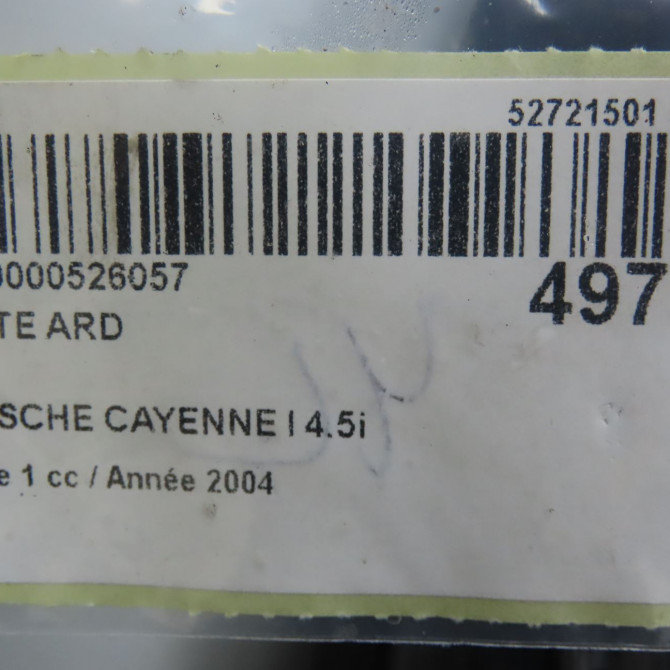 52721501
0000526057
497
TE ARD
SCHE CAYENNE I 4.5i
e 1 cc / Année 2004